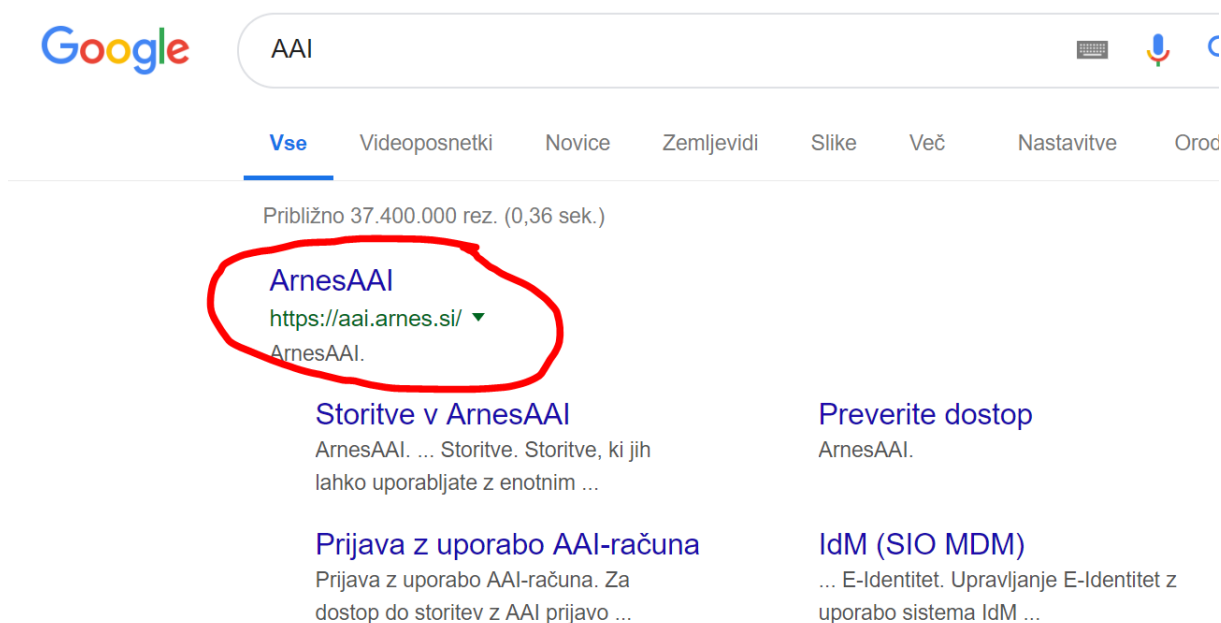 Google
AAI
Vse Videoposnetki Novice Zemljevidi Slike Več Nastavitve
Približno 37.400.000 rez. (0,36 sek.)
ArnesAAI
https://aai.arnes.si/
ArnesAAI.
Storitve v ArnesAAI
ArnesAAI. ... Storitve. Storitve, ki jih
lahko uporabljate z enotnim ...
Preverite dostop
ArnesAAI.
Prijava z uporabo AAI-računa
Prijava z uporabo AAI-računa. Za
dostop do storitev z AAI prijavo ...
IdM (SIO MDM)
... E-Identitet. Upravljanje E-Identitet z
uporabo sistema IdM ...